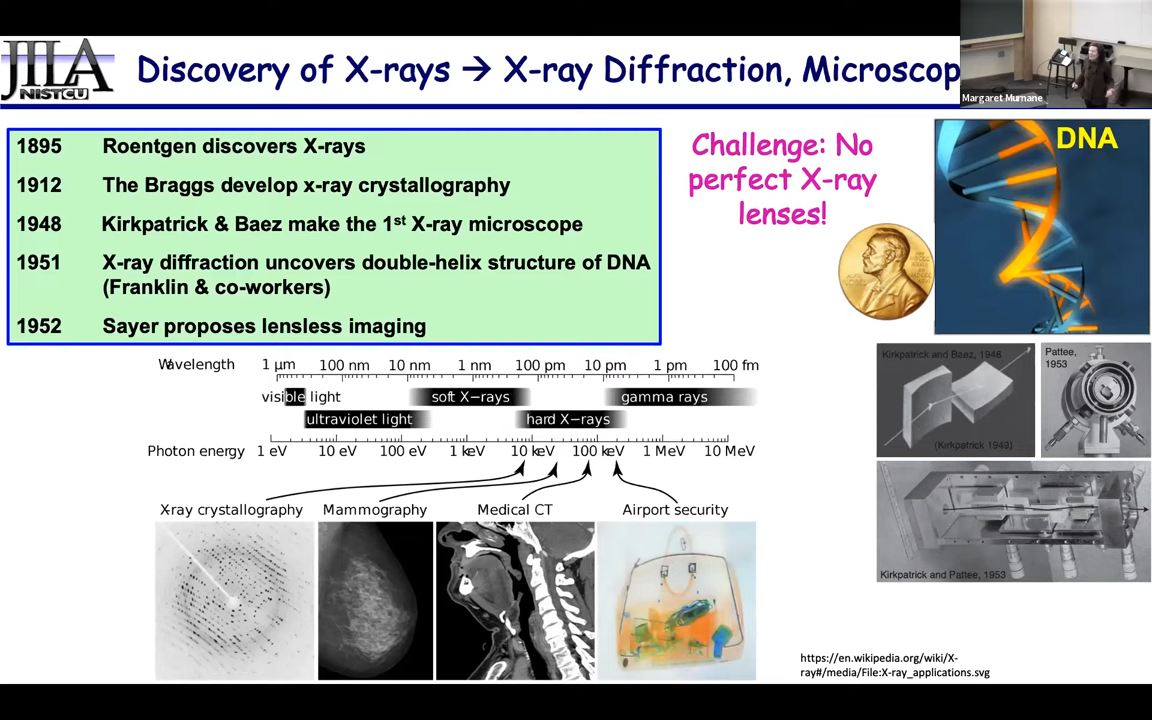 JILA
NIST CU
Discovery of X-rays → X-ray Diffraction, Microscop
Margaret Murnane
1895 Roentgen discovers X-rays
1912 The Braggs develop x-ray crystallography
1948 Kirkpatrick & Baez make the 1st X-ray microscope
1951 X-ray diffraction uncovers double-helix structure of DNA
(Franklin & co-workers)
1952 Sayer proposes lensless imaging
Challenge: No
perfect X-ray
lenses!
DNA
Wavelength 1 µm 100 nm 10 nm 1 nm 100 pm 10 pm 1 pm 100 fm
visible light soft X-rays gamma rays
ultraviolet light hard X-rays
Photon energy 1 eV 10 eV 100 eV 1 keV 10 keV 100 keV 1 MeV 10 MeV
X-ray crystallography Mammography Medical CT Airport security
Kirkpatrick and Baez, 1948
(Kirkpatrick 1949)
Pattee,
1953
Kirkpatrick and Pattee, 1953
https://en.wikipedia.org/wiki/X-
ray#/media/File:X-ray_applications.svg